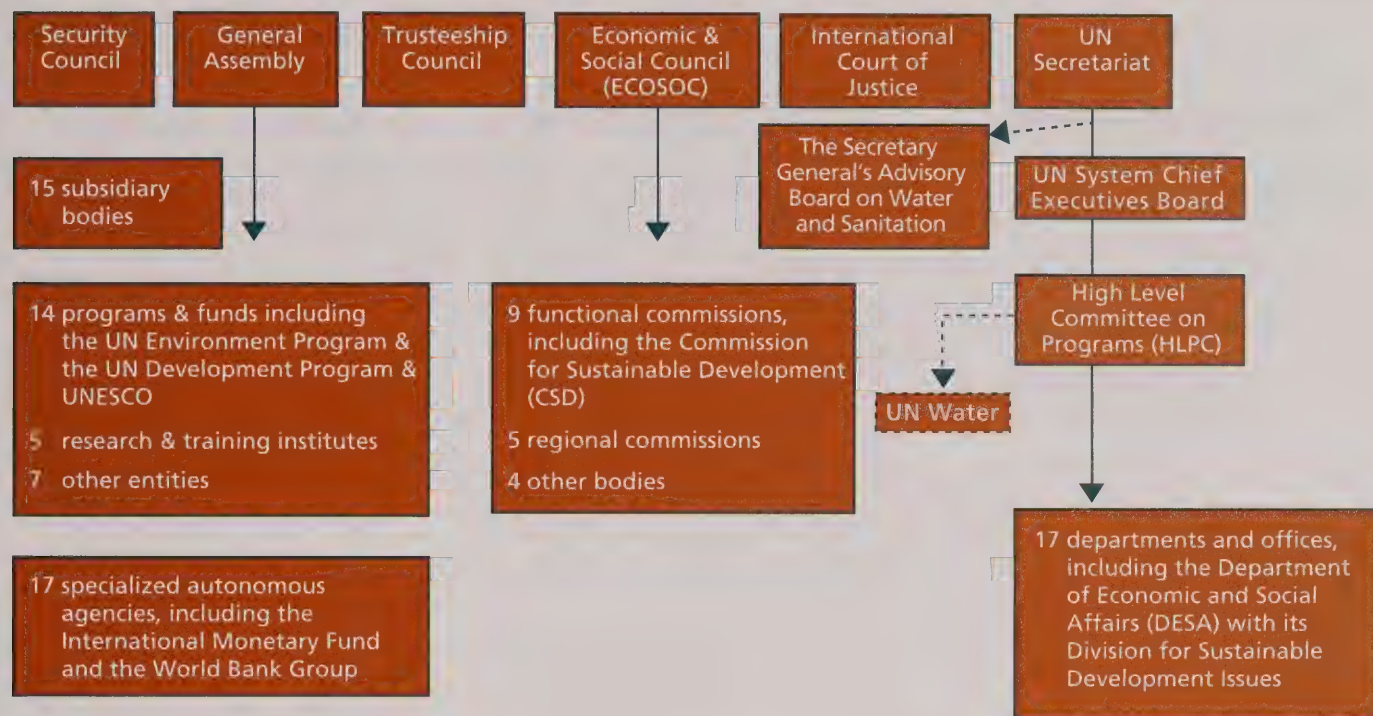 Security
Council
General
Assembly
Trusteeship
Council
Economic &
Social Council
(ECOSOC)
International
Court of
Justice
UN
Secretariat
15 subsidiary
bodies
The Secretary
General's Advisory
Board on Water
and Sanitation
UN System Chief
Executives Board
14 programs & funds including
the UN Environment Program &
the UN Development Program &
UNESCO
5 research & training institutes
7 other entities
9 functional commissions,
including the Commission
for Sustainable Development
(CSD)
5 regional commissions
4 other bodies
High Level
Committee on
Programs (HLPC)
UN Water
17 specialized autonomous
agencies, including the
International Monetary Fund
and the World Bank Group
17 departments and offices,
including the Department
of Economic and Social
Affairs (DESA) with its
Division for Sustainable
Development Issues